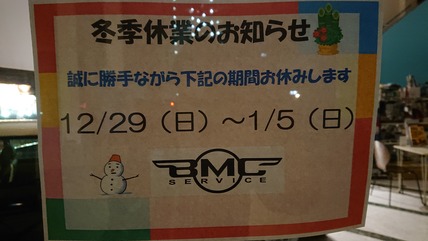 冬季休業のお知らせ
誠に勝手ながら下記の期間お休みします
12/29（日）～1/5（日）
BMC
SERVICE